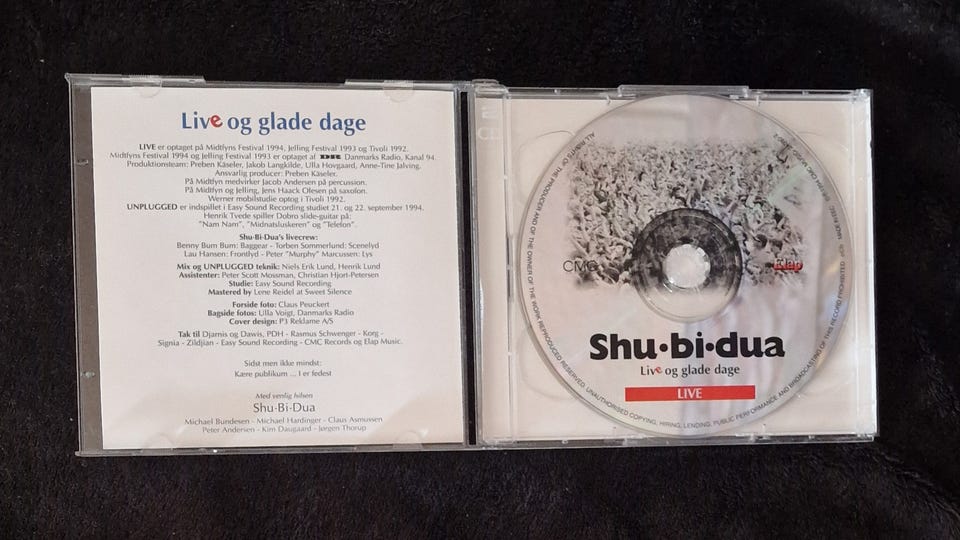 Live og glade dage
LIVE er optaget på Midtfyns Festival 1994, Jelling Festival 1993 og Tivoli 1992.
Midtfyns Festival 1994 og Jelling Festival 1993 er optaget af DR Danmarks Radio, Kanal 94.
Produktionsteam: Preben Käseler, Jakob Langkilde, Ulla Hovgaard, Anne-Tine Jalving.
Ansvarlig producer: Preben Käseler.
På Midtfyn medvirker Jacob Andersen på percussion.
På Midtfyn og Jelling, Jens Haack Olesen på saxofon.
Werner mobilstudie optog i Tivoli 1992.
UNPLUGGED er indspillet i Easy Sound Recording studiet 21. og 22. september 1994.
Henrik Tvede spiller Dobro slide-guitar på:
"Nam Nam", "Midnatsluskeren" og "Telefon".
Shu-Bi-Dua's livecrew:
Benny Bum Bum: Baggear - Torben Sommerlund: Scenelyd
Lau Hansen: Frontlyd - Peter "Murphy" Marcussen: Lys
Mix og UNPLUGGED teknik: Niels Erik Lund, Henrik Lund
Assistenter: Peter Scott Mossman, Christian Hjort-Petersen
Studie: Easy Sound Recording
Mastered by Lene Reidel at Sweet Silence
Forside foto: Claus Peuckert
Bagside fotos: Ulla Voigt, Danmarks Radio
Cover design: P3 Reklame A/S
Tak til Djarnis og Dawis, PDH - Rasmus Schwenger - Korg -
Signia - Zildjian - Easy Sound Recording - CMC Records og Elap Music.
Sidst men ikke mindst:
Kære publikum ... I er fedest
Med venlig hilsen
Shu-Bi-Dua
Michael Bundesen - Michael Hardinger - Claus Asmussen
Peter Andersen - Kim Daugaard - Jørgen Thorup
CMC
Elap
Shu•bi•dua
Live og glade dage
LIVE
ALL RIGHTS OF THE PRODUCER AND OF THE OWNER OF THE WORK REPRODUCED RESERVED. UNAUTHORISED COPYING, HIRING, LENDING, PUBLIC PERFORMANCE AND BROADCASTING OF THIS RECORD PROHIBITED